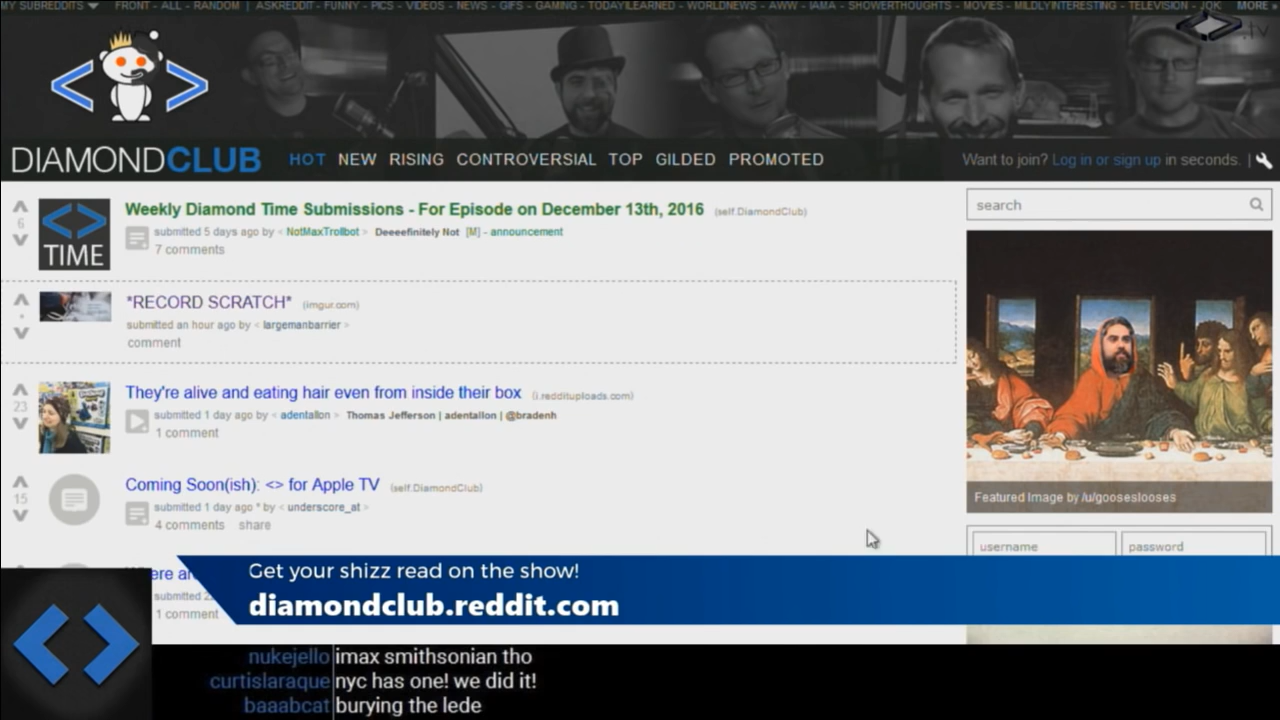 MY SUBREDDITS FRONT - ALL - RANDOM | ASKREDDIT - FUNNY - PICS - VIDEOS - NEWS - GIFS - GAMING - TODAYILEARNED - WORLDNEWS - AWW - IAMA - SHOWERTHOUGHTS - MOVIES - MILDLYINTERESTING - TELEVISION - JOK MORE »
.tv
DIAMONDCLUB HOT NEW RISING CONTROVERSIAL TOP GILDED PROMOTED Want to join? Log in or sign up in seconds. |
search
6
<> TIME
Weekly Diamond Time Submissions - For Episode on December 13th, 2016 (self.DiamondClub)
submitted 5 days ago by < NotMaxTrollbot > Deeeefinitely Not [M] - announcement
7 comments
•
*RECORD SCRATCH* (imgur.com)
submitted an hour ago by < largemanbarrier >
comment
23
They're alive and eating hair even from inside their box (i.reddituploads.com)
submitted 1 day ago by < adentallon > Thomas Jefferson | adentallon | @bradenh
1 comment
15
Coming Soon(ish): <> for Apple TV (self.DiamondClub)
submitted 1 day ago * by < underscore_at >
4 comments share
Featured Image by /u/gooseslooses
username password
submitted
1 comment
Get your shizz read on the show!
diamondclub.reddit.com
nukejello imax smithsonian tho
curtislaraque nyc has one! we did it!
baaabcat burying the lede